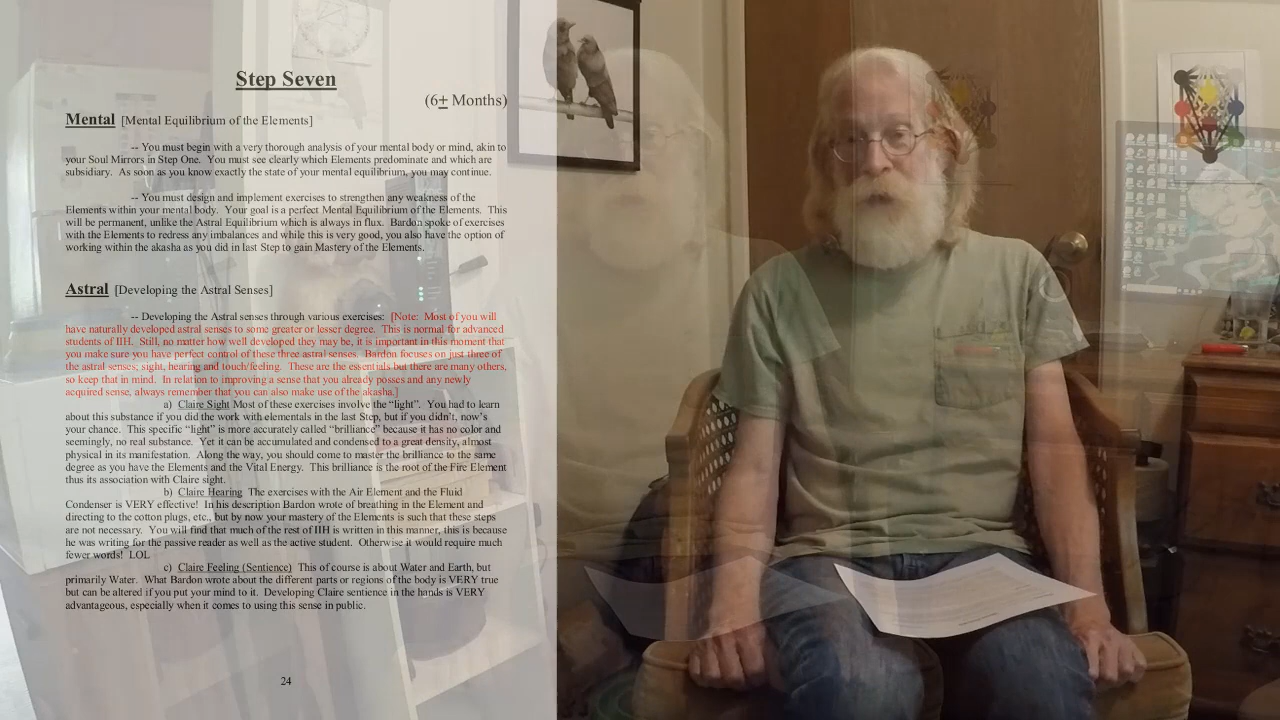 Step Seven
(6± Months)
Mental [Mental Equilibrium of the Elements]
-- You must begin with a very thorough analysis of your mental body or mind, akin to
your Soul Mirrors in Step One. You must see clearly which Elements predominate and which are
subsidiary. As soon as you know exactly the state of your mental equilibrium, you may continue.
-- You must design and implement exercises to strengthen any weakness of the
Elements within your mental body. Your goal is a perfect Mental Equilibrium of the Elements. This
will be permanent, unlike the Astral Equilibrium which is always in flux. Bardon spoke of exercises
with the Elements to redress any imbalances and while this is very good, you also have the option of
working within the akasha as you did in last Step to gain Mastery of the Elements.
Astral [Developing the Astral Senses]
-- Developing the Astral senses through various exercises: [Note: Most of you will
have naturally developed astral senses to some greater or lesser degree. This is normal for advanced
students of IIH. Still, no matter how well developed they may be, it is important in this moment that
you make sure you have perfect control of these three astral senses. Bardon focuses on just three of
the astral senses; sight, hearing and touch/feeling. These are the essentials but there are many others,
so keep that in mind. In relation to improving a sense that you already posses and any newly
acquired sense, always remember that you can also make use of the akasha.]
a) Claire Sight Most of these exercises involve the “light”. You had to learn
about this substance if you did the work with elementals in the last Step, but if you didn’t, now’s
your chance. This specific “light” is more accurately called “brilliance” because it has no color and
seemingly, no real substance. Yet it can be accumulated and condensed to a great density, almost
physical in its manifestation. Along the way, you should come to master the brilliance to the same
degree as you have the Elements and the Vital Energy. This brilliance is the root of the Fire Element
thus its association with Claire sight.
b) Claire Hearing The exercises with the Air Element and the Fluid
Condenser is VERY effective! In his description Bardon wrote of breathing in the Element and
directing to the cotton plugs, etc., but by now your mastery of the Elements is such that these steps
are not necessary. You will find that much of the rest of IIH is written in this manner, this is because
he was writing for the passive reader as well as the active student. Otherwise it would require much
fewer words! LOL
c) Claire Feeling (Sentience) This of course is about Water and Earth, but
primarily Water. What Bardon wrote about the different parts or regions of the body is VERY true
but can be altered if you put your mind to it. Developing Claire sentience in the hands is VERY
advantageous, especially when it comes to using this sense in public.
24